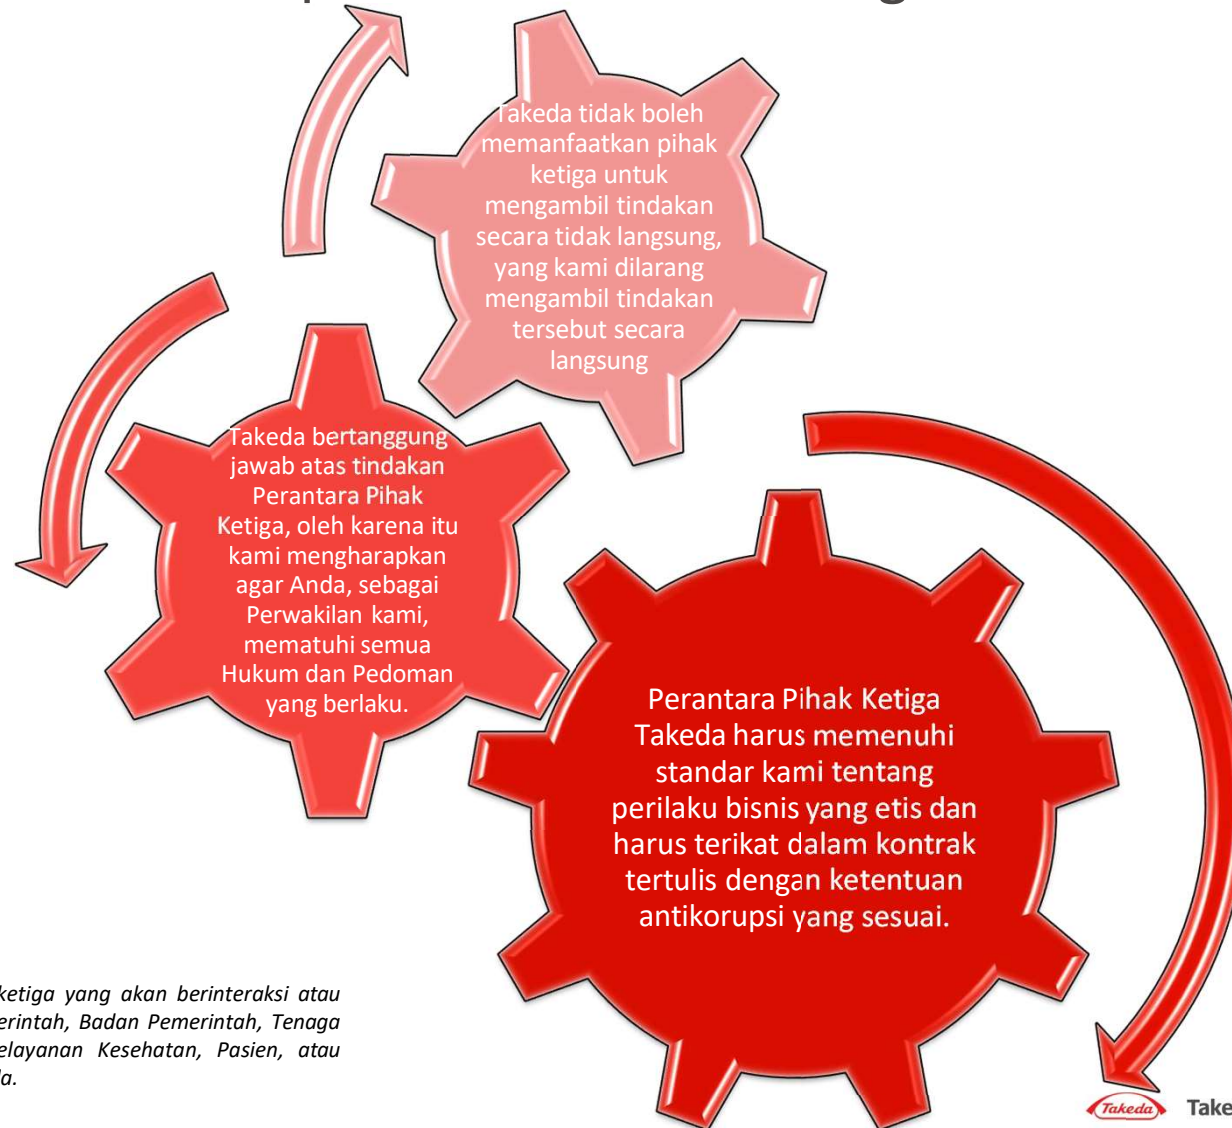 Takeda tidak boleh
memanfaatkan pihak
ketiga untuk
mengambil tindakan
secara tidak langsung,
yang kami dilarang
mengambil tindakan
tersebut secara
langsung
Takeda bertanggung
jawab atas tindakan
Perantara Pihak
Ketiga, oleh karena itu
kami mengharapkan
agar Anda, sebagai
Perwakilan kami,
mematuhi semua
Hukum dan Pedoman
yang berlaku.
Perantara Pihak Ketiga
Takeda harus memenuhi
standar kami tentang
perilaku bisnis yang etis dan
harus terikat dalam kontrak
tertulis dengan ketentuan
antikorupsi yang sesuai.
ketiga yang akan berinteraksi atau
Badan Pemerintah, Tenaga
Kesehatan, Pasien, atau
Takeda